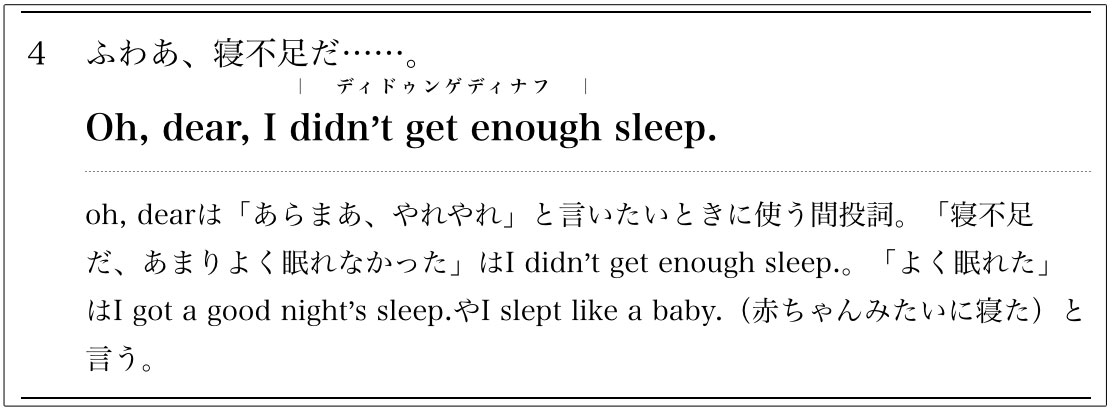 4 ふわあ、寝不足だ……。
| ディドゥンゲディナフ |
Oh, dear, I didn’t get enough sleep.
oh, dearは「あらまあ、やれやれ」と言いたいときに使う間投詞。「寝不足
だ、あまりよく眠れなかった」はI didn’t get enough sleep.。「よく眠れた」
はI got a good night’s sleep.やI slept like a baby.（赤ちゃんみたいに寝た）と
言う。